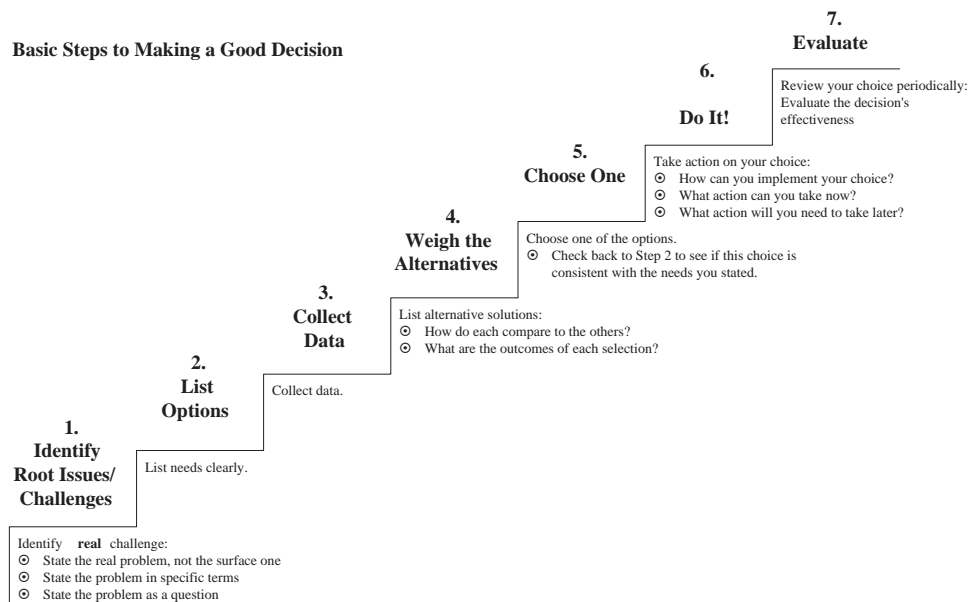 Basic Steps to Making a Good Decision
1.
Identify
Root Issues/
Challenges
Identify real challenge:
⊙ State the real problem, not the surface one
⊙ State the problem in specific terms
⊙ State the problem as a question
2.
List
Options
List needs clearly.
3.
Collect
Data
Collect data.
4.
Weigh the
Alternatives
List alternative solutions:
⊙ How do each compare to the others?
⊙ What are the outcomes of each selection?
5.
Choose One
Choose one of the options.
⊙ Check back to Step 2 to see if this choice is
consistent with the needs you stated.
6.
Do It!
Take action on your choice:
⊙ How can you implement your choice?
⊙ What action can you take now?
⊙ What action will you need to take later?
7.
Evaluate
Review your choice periodically:
Evaluate the decision's
effectiveness